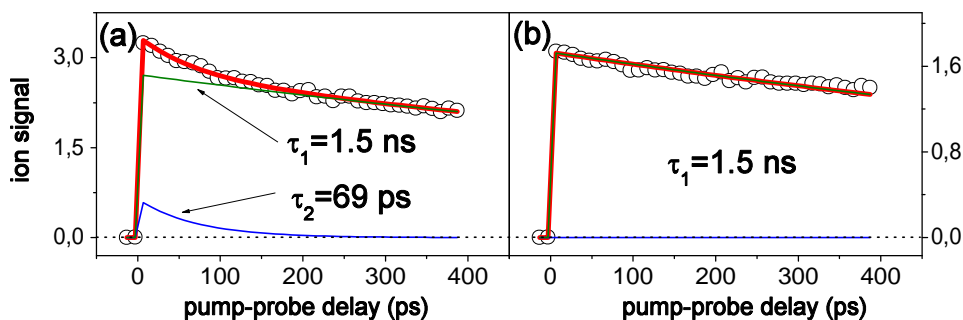 (a)
(b)
3.0
1,5
0,0
ion signal
τ1=1.5 ns
τ2=69 ps
τ1=1.5 ns
1,6
0,8
0,0
0 100 200 300 400
0 100 200 300 400
pump-probe delay (ps)
pump-probe delay (ps)